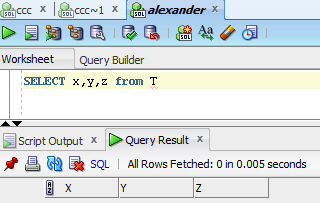 ccc ccc~1 alexander
Worksheet Query Builder
SELECT x,y,z from T
Script Output x Query Result x
SQL All Rows Fetched: 0 in 0.005 seconds
X Y Z